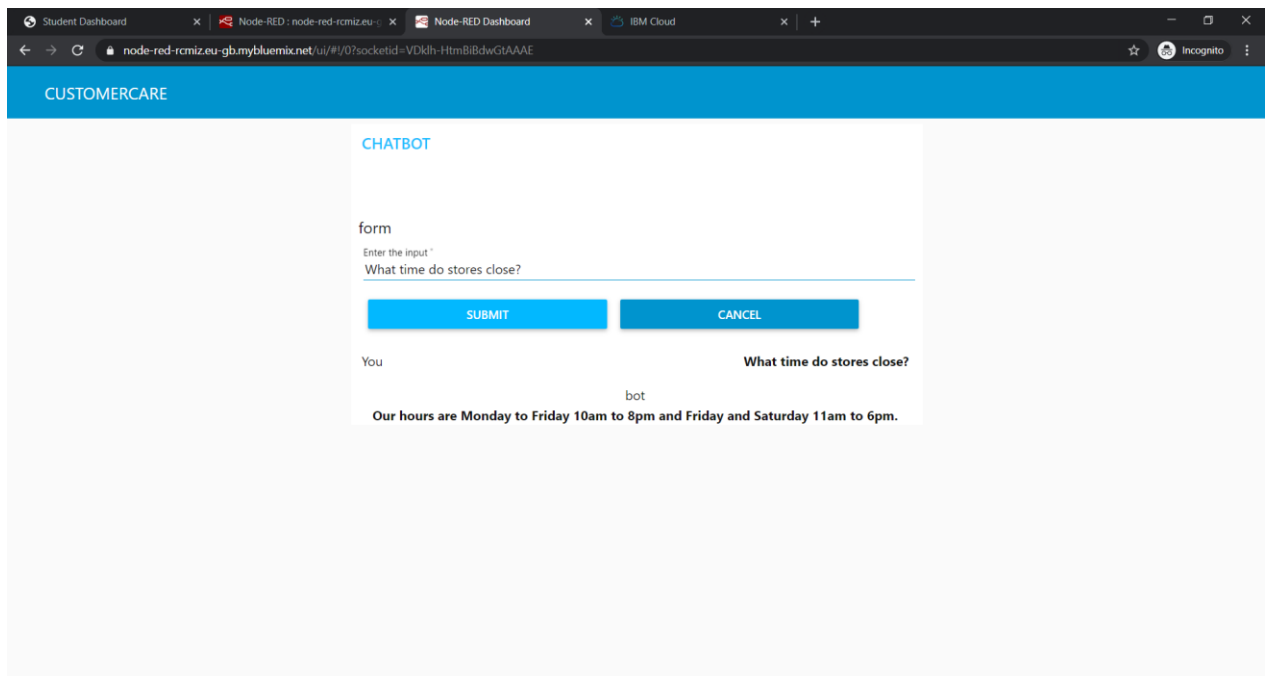 Student Dashboard
Node-RED : node-red-rcmiz.eu-g
Node-RED Dashboard
IBM Cloud
node-red-rcmiz.eu-gb.mybluemix.net/ui/#!/0?socketid=VDklh-HtmBiBdwGtAAAE
Incognito
CUSTOMERCARE
CHATBOT
form
Enter the input *
What time do stores close?
SUBMIT CANCEL
You What time do stores close?
bot
Our hours are Monday to Friday 10am to 8pm and Friday and Saturday 11am to 6pm.